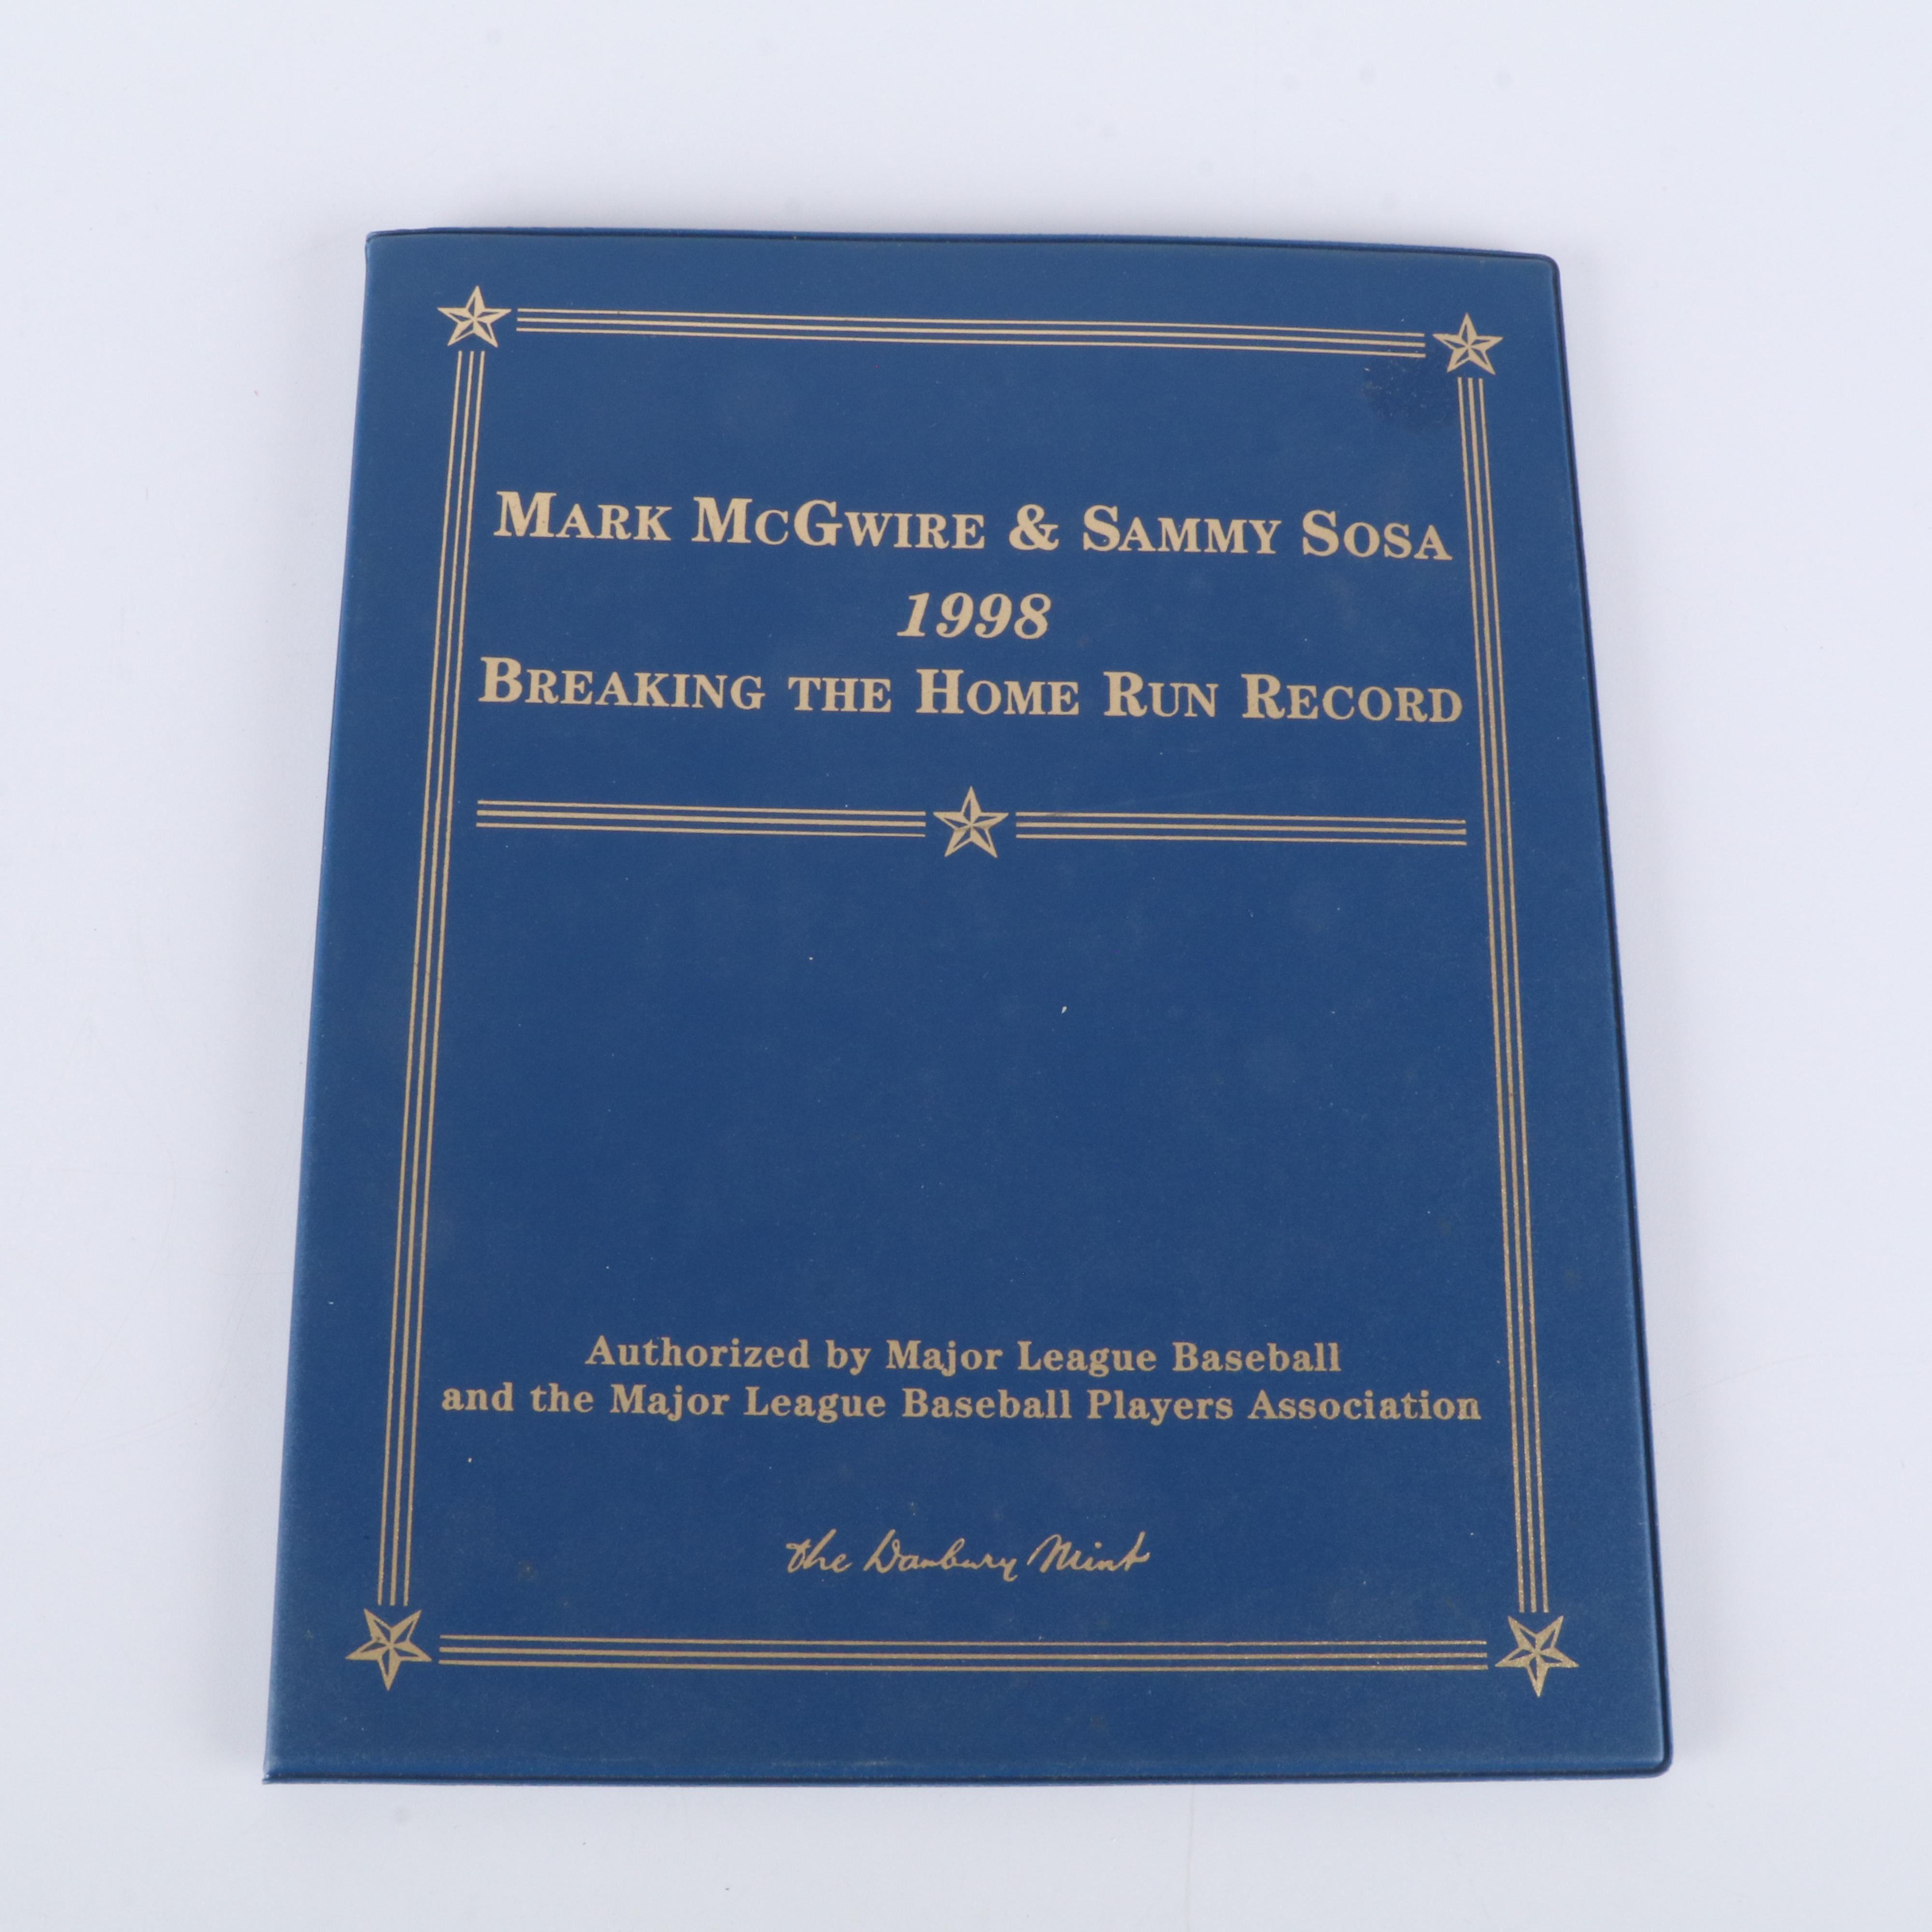 MARK MCGWIRE & SAMMY SOSA
1998
BREAKING THE HOME RUN RECORD
Authorized by Major League Baseball
and the Major League Baseball Players Association
the Danbury Mint